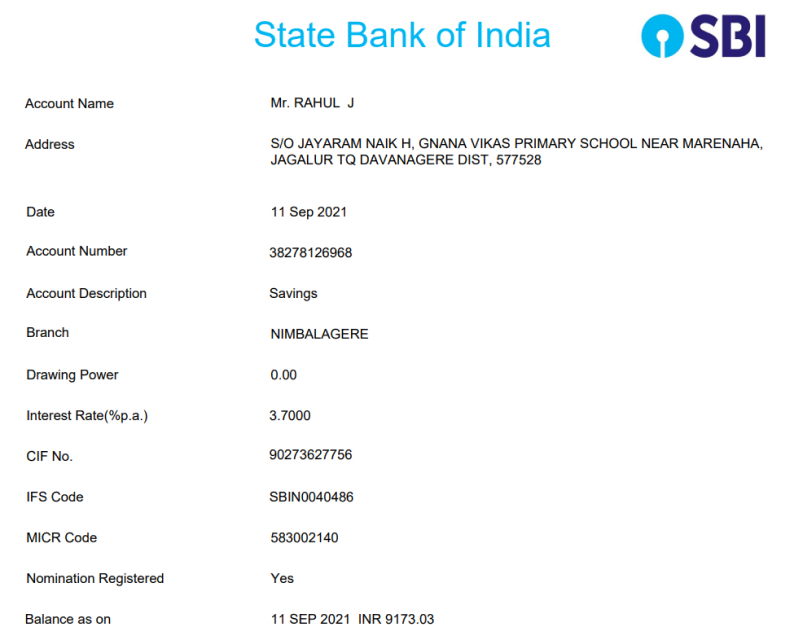 State Bank of India
SBI
Account Name Mr. RAHUL J
Address S/O JAYARAM NAIK H, GNANA VIKAS PRIMARY SCHOOL NEAR MARENAHA,
JAGALUR TQ DAVANAGERE DIST, 577528
Date 11 Sep 2021
Account Number 38278126968
Account Description Savings
Branch NIMBALAGERE
Drawing Power 0.00
Interest Rate(%p.a.) 3.7000
CIF No. 90273627756
IFS Code SBIN0040486
MICR Code 583002140
Nomination Registered Yes
Balance as on 11 SEP 2021 INR 9173.03